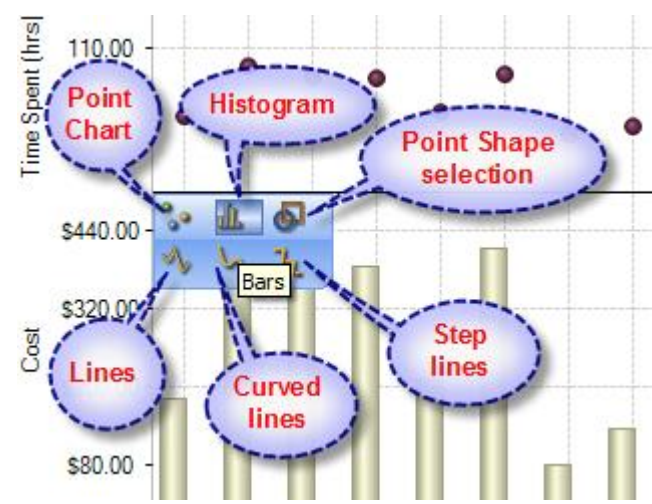 Time Spent (hrs)
110.00
Point
Chart
Histogram
Point Shape
selection
$440.00
Bars
$320.00
Cost
Lines
Curved
lines
Step
lines
$80.00